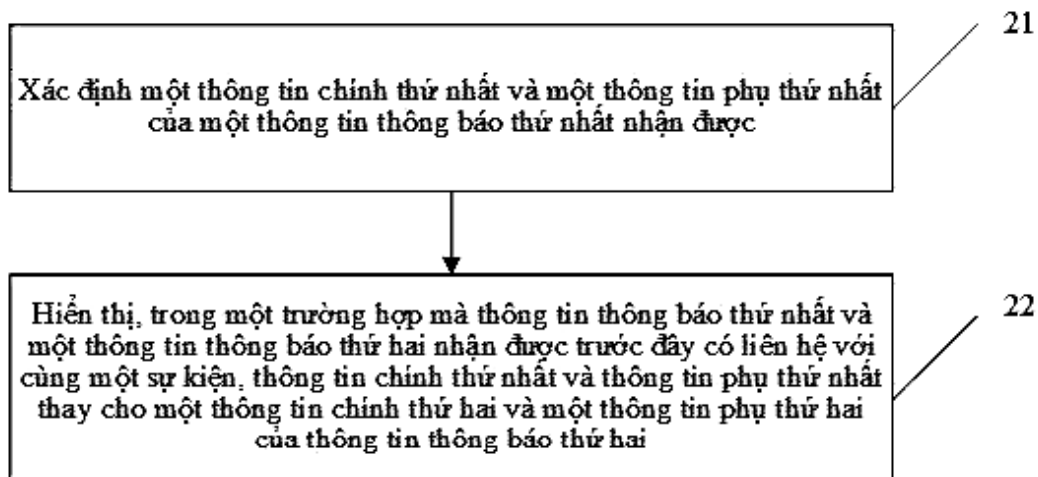 21
Xác định một thông tin chính thứ nhất và một thông tin phụ thứ nhất
của một thông tin thông báo thứ nhất nhận được
22
Hiển thị, trong một trường hợp mà thông tin thông báo thứ nhất và
một thông tin thông báo thứ hai nhận được trước đây có liên hệ với
cùng một sự kiện, thông tin chính thứ nhất và thông tin phụ thứ nhất
thay cho một thông tin chính thứ hai và một thông tin phụ thứ hai
của thông tin thông báo thứ hai